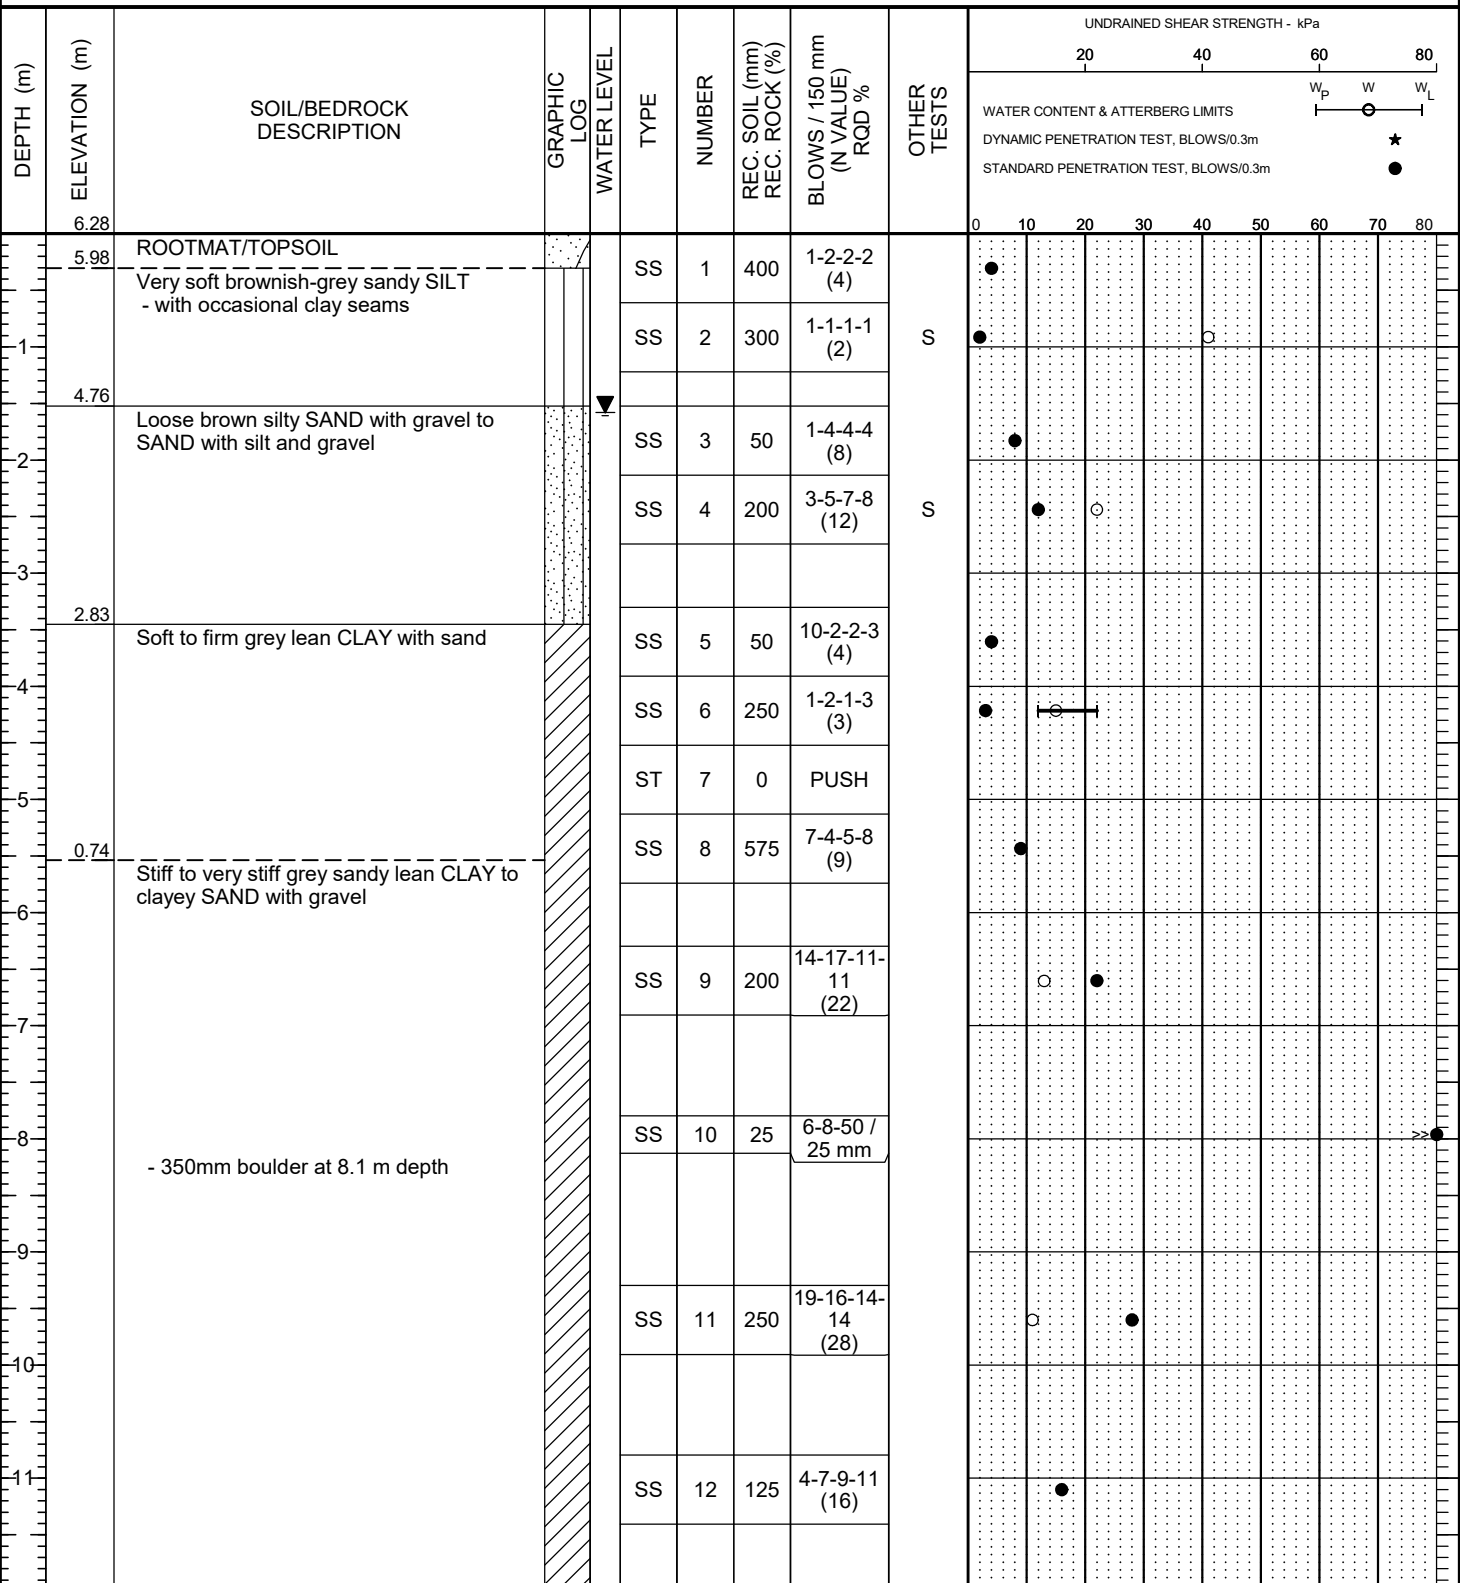 UNDRAINED SHEAR STRENGTH - kPa
20 40 60 80
DEPTH (m)
ELEVATION (m)
SOIL/BEDROCK
DESCRIPTION
GRAPHIC
LOG
WATER LEVEL
TYPE
NUMBER
REC. SOIL (mm)
REC. ROCK (%)
BLOWS / 150 mm
(N VALUE)
RQD %
OTHER
TESTS
WP W WL
WATER CONTENT & ATTERBERG LIMITS
DYNAMIC PENETRATION TEST, BLOWS/0.3m ★
STANDARD PENETRATION TEST, BLOWS/0.3m ●
6.28
0 10 20 30 40 50 60 70 80
ROOTMAT/TOPSOIL
5.98
SS 1 400 1-2-2-2
(4)
Very soft brownish-grey sandy SILT
- with occasional clay seams
1
SS 2 300 1-1-1-1
(2)
S
4.76
Loose brown silty SAND with gravel to
SAND with silt and gravel
SS 3 50 1-4-4-4
(8)
2
SS 4 200 3-5-7-8
(12)
S
3
2.83
Soft to firm grey lean CLAY with sand
SS 5 50 10-2-2-3
(4)
4
SS 6 250 1-2-1-3
(3)
ST 7 0 PUSH
5
SS 8 575 7-4-5-8
(9)
0.74
Stiff to very stiff grey sandy lean CLAY to
clayey SAND with gravel
6
SS 9 200 14-17-11-
11
(22)
7
8
SS 10 25 6-8-50 /
25 mm
>>
- 350mm boulder at 8.1 m depth
9
SS 11 250 19-16-14-
14
(28)
10
11
SS 12 125 4-7-9-11
(16)